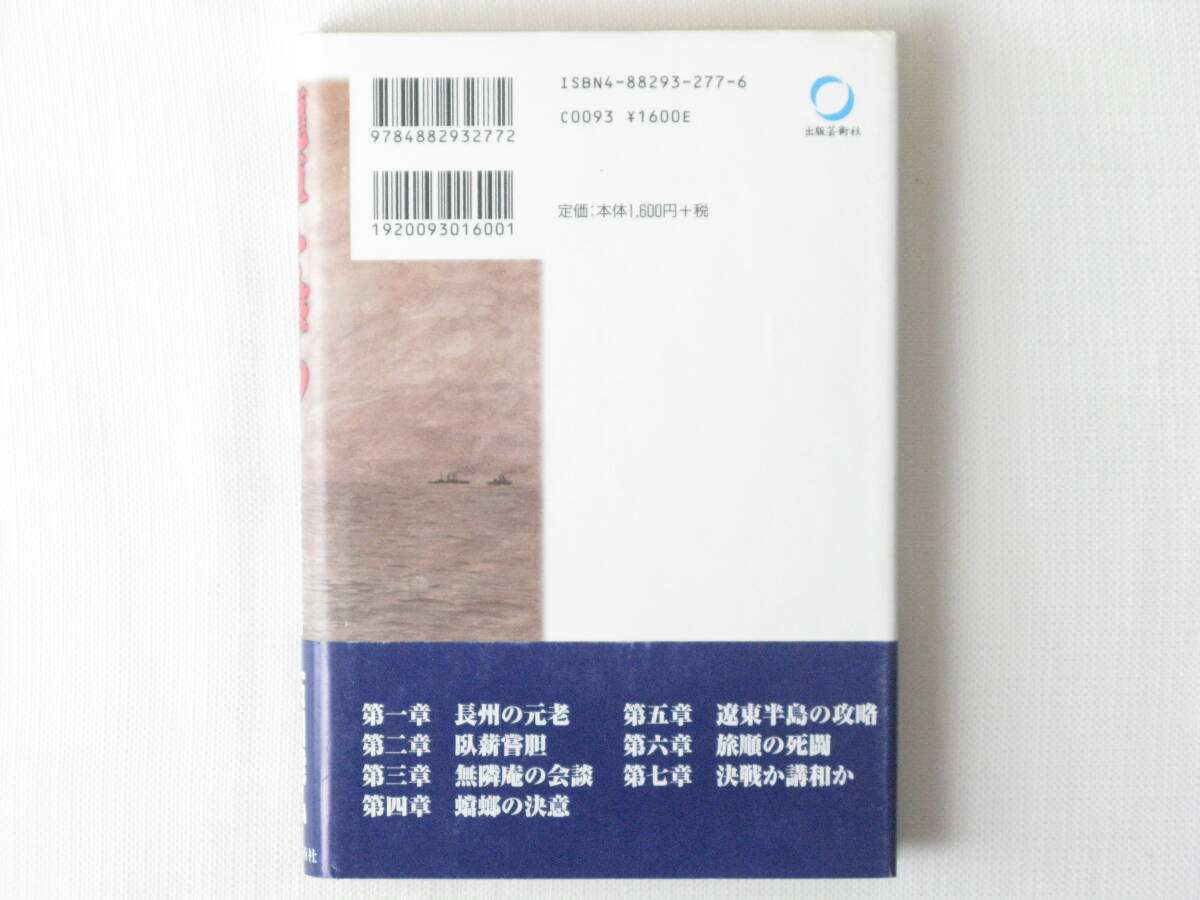 ISBN4-88293-277-6
C0093 ¥1600E
出版芸術社
9784882932772
1920093016001
定価:本体1,600円+税
第一章 長州の元老
第二章 臥薪嘗胆
第三章 無隣庵の会談
第四章 蟷螂の決意
第五章 遼東半島の攻略
第六章 旅順の死闘
第七章 決戦か講和か